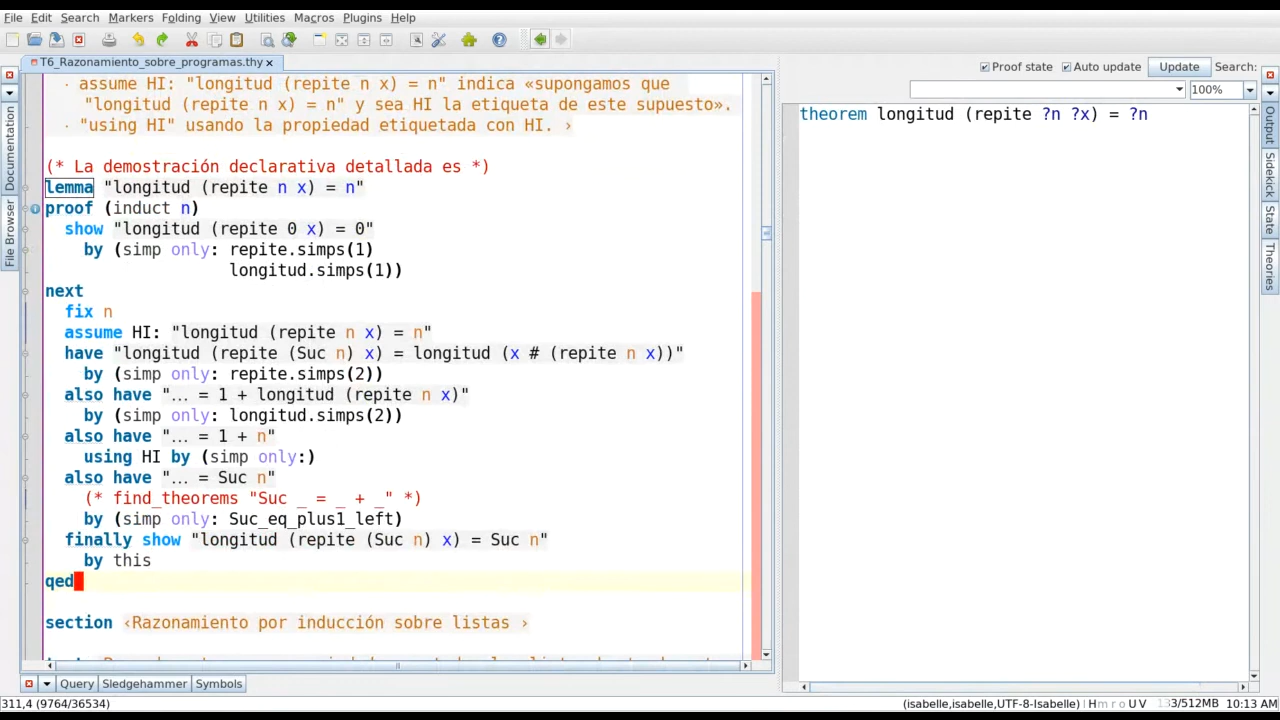 File Edit Search Markers Folding View Utilities Macros Plugins Help
T6_Razonamiento_sobre_programas.thy
· assume HI: "longitud (repite n x) = n" indica «supongamos que
"longitud (repite n x) = n" y sea HI la etiqueta de este supuesto».
· "using HI" usando la propiedad etiquetada con HI. ›
(* La demostración declarativa detallada es *)
lemma "longitud (repite n x) = n"
proof (induct n)
show "longitud (repite 0 x) = 0"
by (simp only: repite.simps(1)
longitud.simps(1))
next
fix n
assume HI: "longitud (repite n x) = n"
have "longitud (repite (Suc n) x) = longitud (x # (repite n x))"
by (simp only: repite.simps(2))
also have "... = 1 + longitud (repite n x)"
by (simp only: longitud.simps(2))
also have "... = 1 + n"
using HI by (simp only:)
also have "... = Suc n"
(* find_theorems "Suc _ = _ + _" *)
by (simp only: Suc_eq_plus1_left)
finally show "longitud (repite (Suc n) x) = Suc n"
by this
qed
section ‹Razonamiento por inducción sobre listas ›
Query Sledgehammer Symbols
311,4 (9764/36534)
Documentation
File Browser
Proof state Auto update Update Search:
100%
theorem longitud (repite ?n ?x) = ?n
Output
Sidekick
State
Theories
(isabelle,isabelle,UTF-8-Isabelle) | H m r o U V 133/512MB 10:13 AM